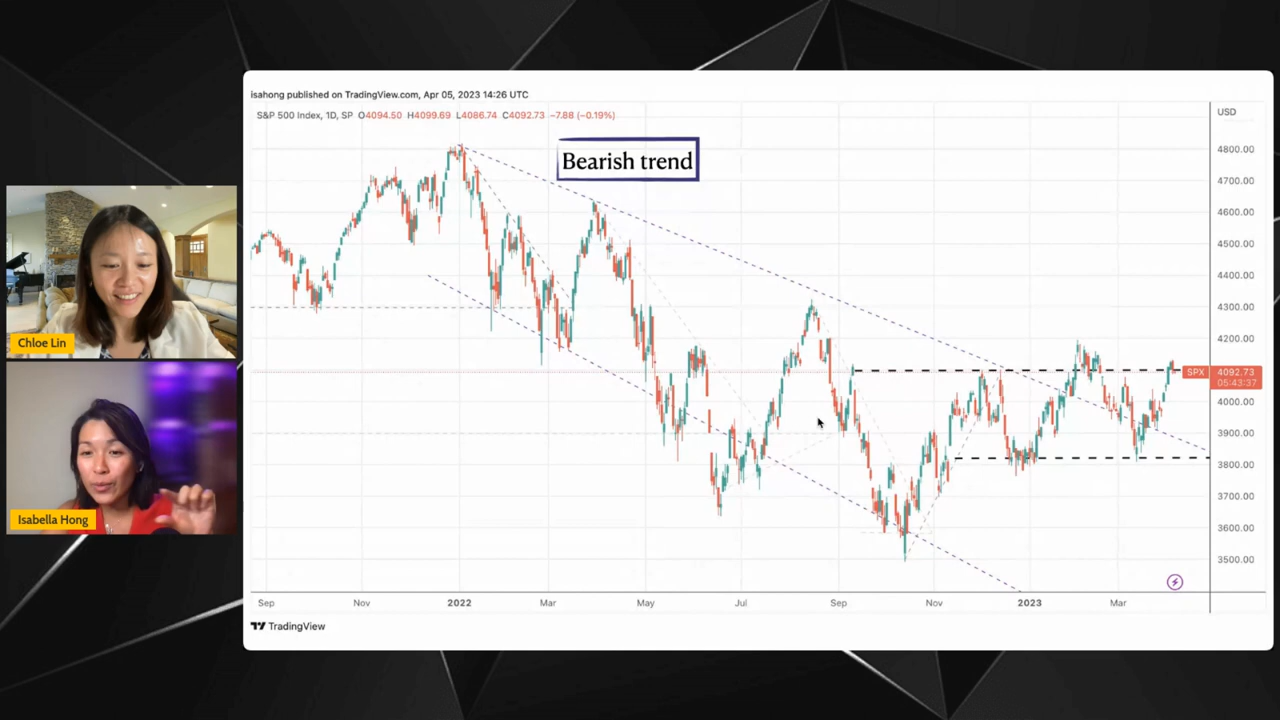 isahong published on TradingView.com, Apr 05, 2023 14:26 UTC
S&P 500 Index, 1D, SP O4094.50 H4099.69 L4086.74 C4092.73 −7.88 (−0.19%)
USD
Bearish trend
4800.00
4700.00
4600.00
4500.00
4400.00
4300.00
4200.00
SPX 4092.73
05:43:37
4000.00
3900.00
3800.00
3700.00
3600.00
3500.00
Sep Nov 2022 Mar May Jul Sep Nov 2023 Mar
TradingView
Chloe Lin
Isabella Hong